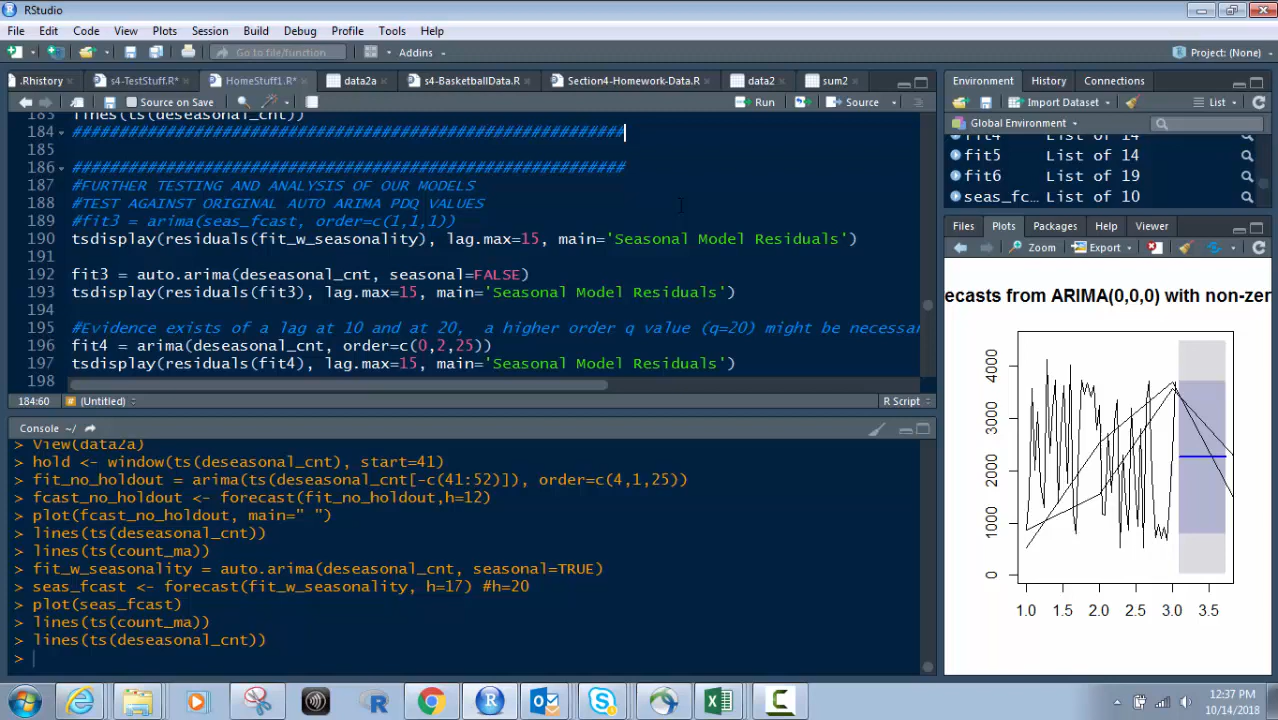 RStudio
File Edit Code View Plots Session Build Debug Profile Tools Help
Go to file/function Addins Project: (None)
.Rhistory s4-TestStuff.R* HomeStuff1.R* data2a s4-BasketballData.R Section4-Homework-Data.R data2 sum2
Source on Save Run Source
183 lines(ts(deseasonal_cnt))
184 ############################################################
185
186 ############################################################
187 #FURTHER TESTING AND ANALYSIS OF OUR MODELS
188 #TEST AGAINST ORIGINAL AUTO ARIMA PDQ VALUES
189 #fit3 = arima(seas_fcast, order=c(1,1,1))
190 tsdisplay(residuals(fit_w_seasonality), lag.max=15, main='Seasonal Model Residuals')
191
192 fit3 = auto.arima(deseasonal_cnt, seasonal=FALSE)
193 tsdisplay(residuals(fit3), lag.max=15, main='Seasonal Model Residuals')
194
195 #Evidence exists of a lag at 10 and at 20, a higher order q value (q=20) might be necessar
196 fit4 = arima(deseasonal_cnt, order=c(0,2,25))
197 tsdisplay(residuals(fit4), lag.max=15, main='Seasonal Model Residuals')
198
184:60 (Untitled) R Script
Console ~/
> View(data2a)
> hold <- window(ts(deseasonal_cnt), start=41)
> fit_no_holdout = arima(ts(deseasonal_cnt[-c(41:52)]), order=c(4,1,25))
> fcast_no_holdout <- forecast(fit_no_holdout,h=12)
> plot(fcast_no_holdout, main=" ")
> lines(ts(deseasonal_cnt))
> lines(ts(count_ma))
> fit_w_seasonality = auto.arima(deseasonal_cnt, seasonal=TRUE)
> seas_fcast <- forecast(fit_w_seasonality, h=17) #h=20
> plot(seas_fcast)
> lines(ts(count_ma))
> lines(ts(deseasonal_cnt))
>
Environment History Connections
Import Dataset List
Global Environment
fit4 List of 14
fit5 List of 14
fit6 List of 19
seas_fc… List of 10
Files Plots Packages Help Viewer
Zoom Export
ecasts from ARIMA(0,0,0) with non-zer
4000
3000
2000
1000
0
1.0 1.5 2.0 2.5 3.0 3.5
12:37 PM
10/14/2018